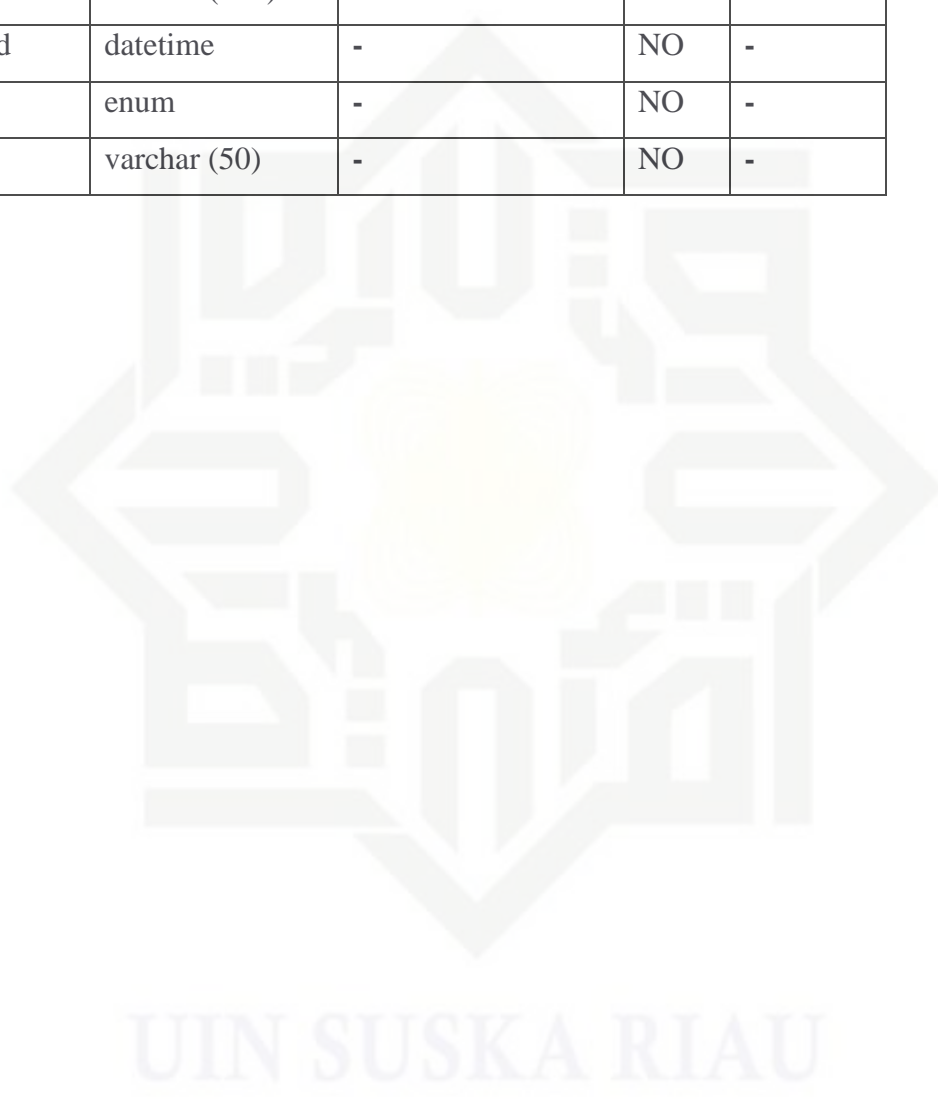 d datetime - NO -
enum - NO -
varchar (50) - NO -
UIN SUSKA RIAU